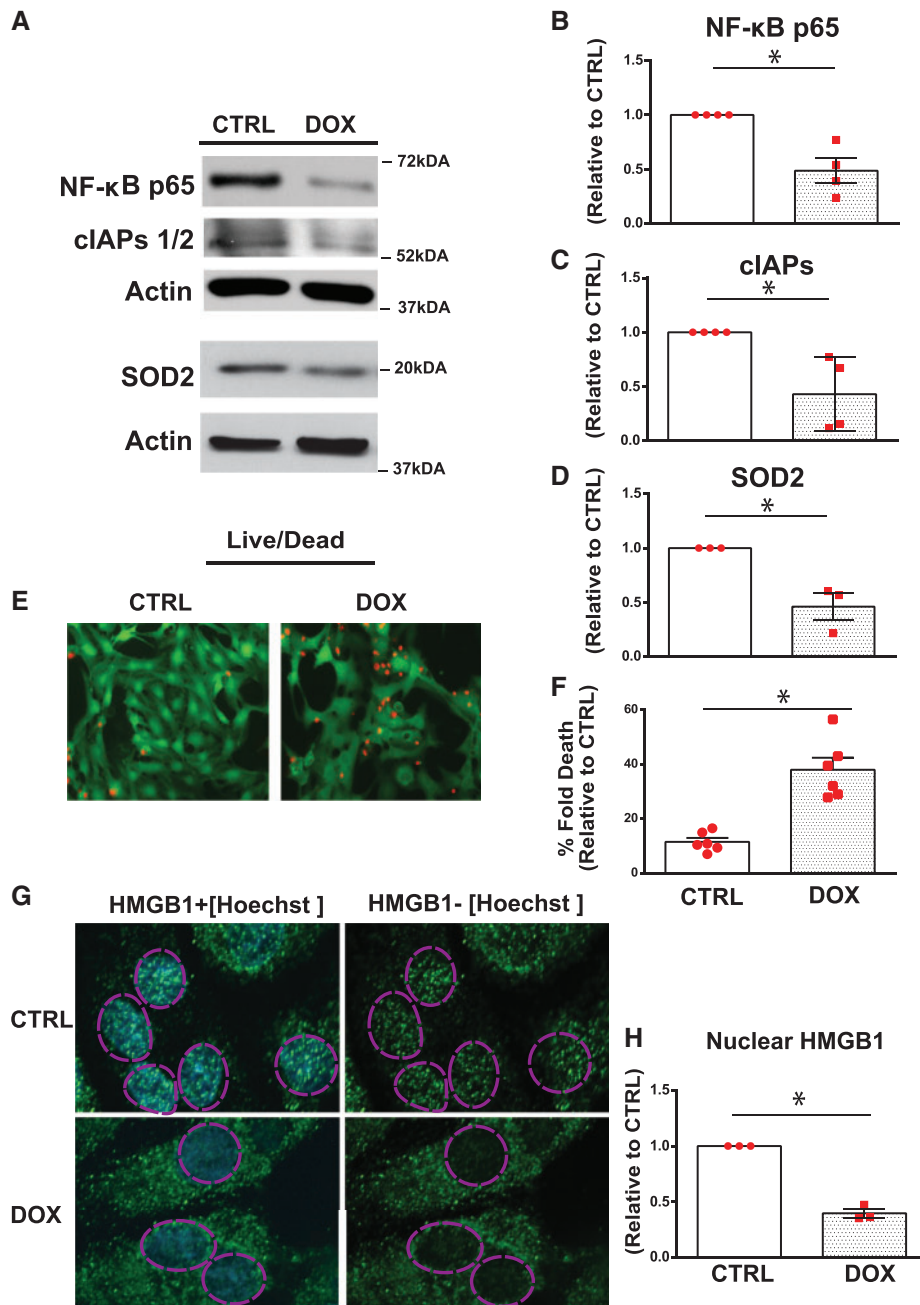 A
CTRL DOX
NF-κB p65
72kDA
cIAPs 1/2
52kDA
Actin
37kDA
SOD2
20kDA
Actin
37kDA
B
NF-κB p65
*
(Relative to CTRL)
1.5
1.0
0.5
0.0
C
cIAPs
*
(Relative to CTRL)
1.5
1.0
0.5
0.0
D
SOD2
*
(Relative to CTRL)
1.5
1.0
0.5
0.0
Live/Dead
E
CTRL DOX
F
*
% Fold Death
(Relative to CTRL)
60
40
20
0
CTRL DOX
G
HMGB1+[Hoechst ] HMGB1- [Hoechst ]
CTRL
DOX
H
Nuclear HMGB1
*
(Relative to CTRL)
1.5
1.0
0.5
0.0
CTRL DOX